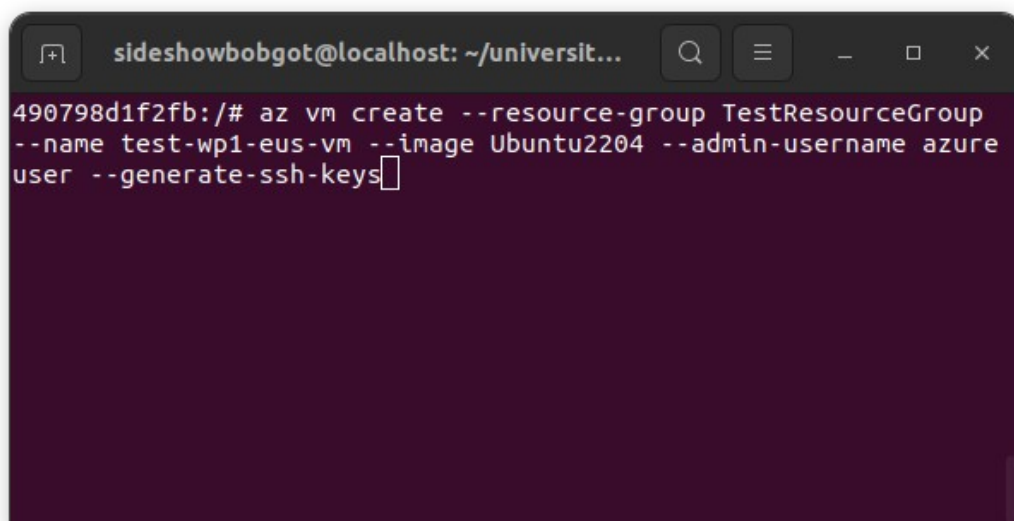 sideshowbobgot@localhost: ~/universit...
490798d1f2fb:/# az vm create --resource-group TestResourceGroup
--name test-wp1-eus-vm --image Ubuntu2204 --admin-username azure
user --generate-ssh-keys